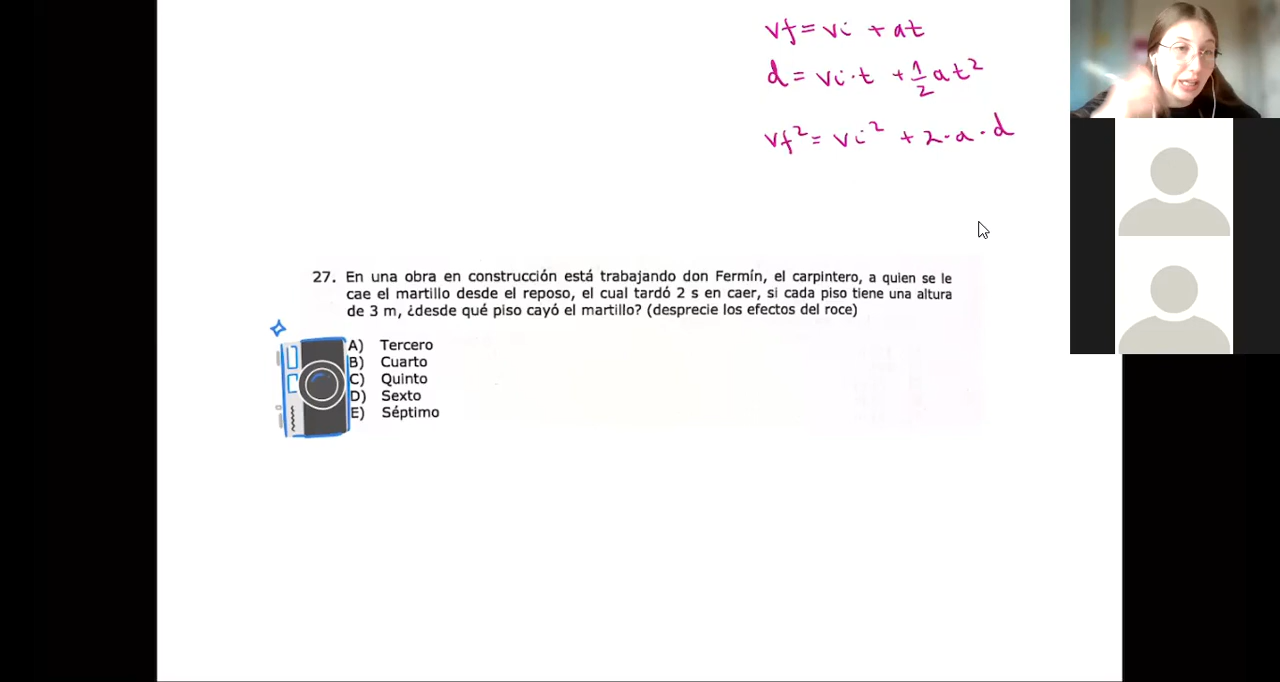 vf = vi + at
d = vi·t + 1/2 at²
vf² = vi² + 2·a·d
27. En una obra en construcción está trabajando don Fermín, el carpintero, a quien se le
cae el martillo desde el reposo, el cual tardó 2 s en caer, si cada piso tiene una altura
de 3 m, ¿desde qué piso cayó el martillo? (desprecie los efectos del roce)
A) Tercero
B) Cuarto
C) Quinto
D) Sexto
E) Séptimo